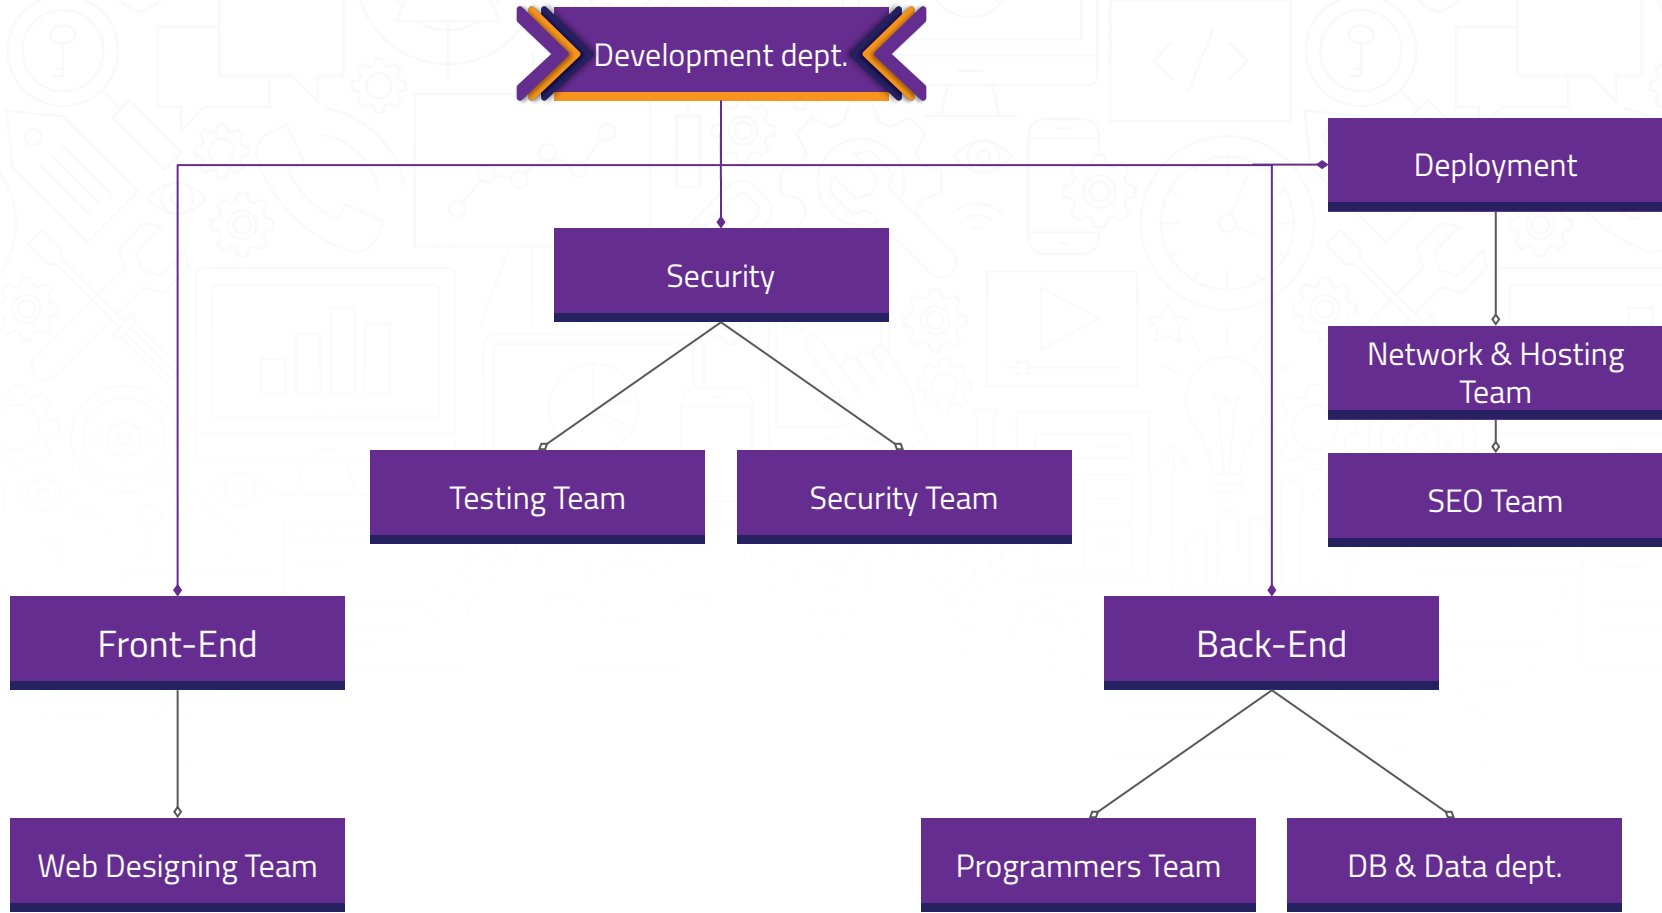 Development dept.
Deployment
Security
Network & Hosting
Team
Testing Team
Security Team
SEO Team
Front-End
Back-End
Web Designing Team
Programmers Team
DB & Data dept.